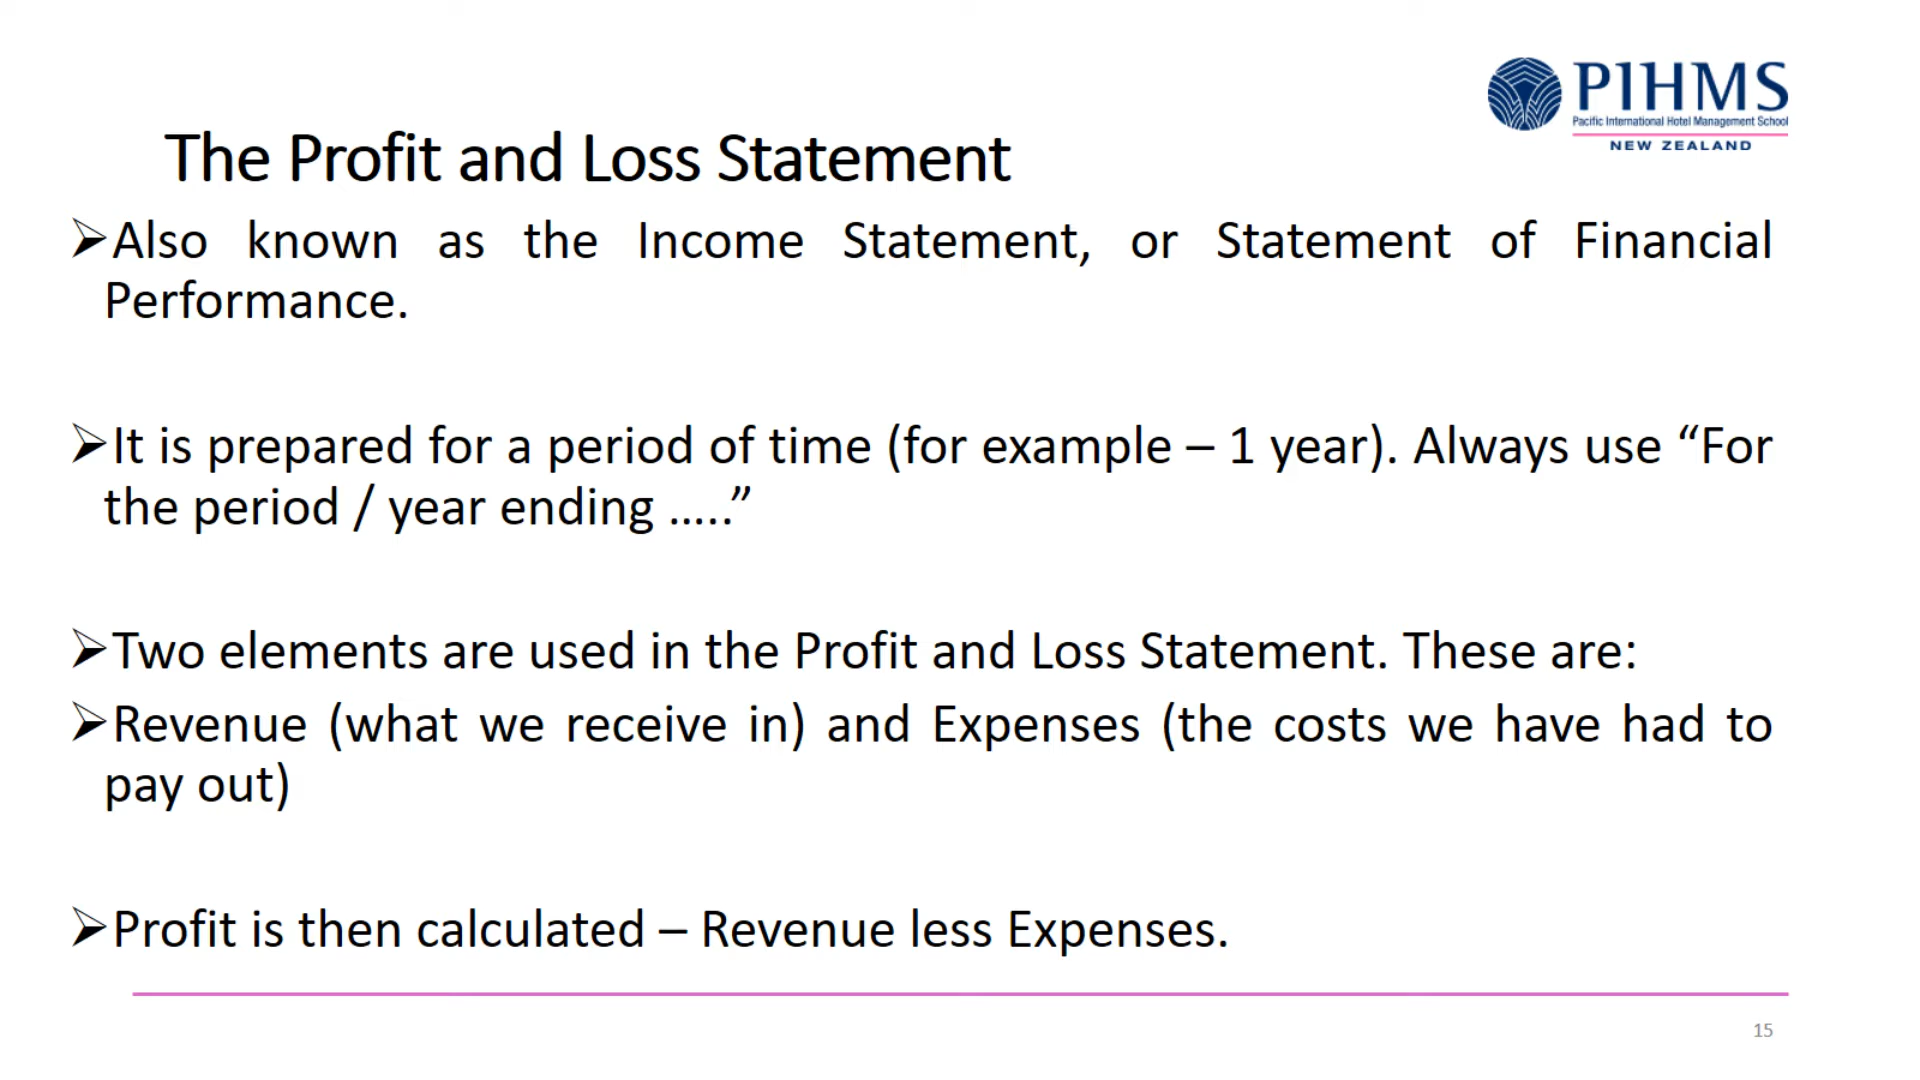 PIHMS
Pacific International Hotel Management School
NEW ZEALAND
The Profit and Loss Statement
➢Also known as the Income Statement, or Statement of Financial
Performance.
➢It is prepared for a period of time (for example – 1 year). Always use “For
the period / year ending …..”
➢Two elements are used in the Profit and Loss Statement. These are:
➢Revenue (what we receive in) and Expenses (the costs we have had to
pay out)
➢Profit is then calculated – Revenue less Expenses.
15